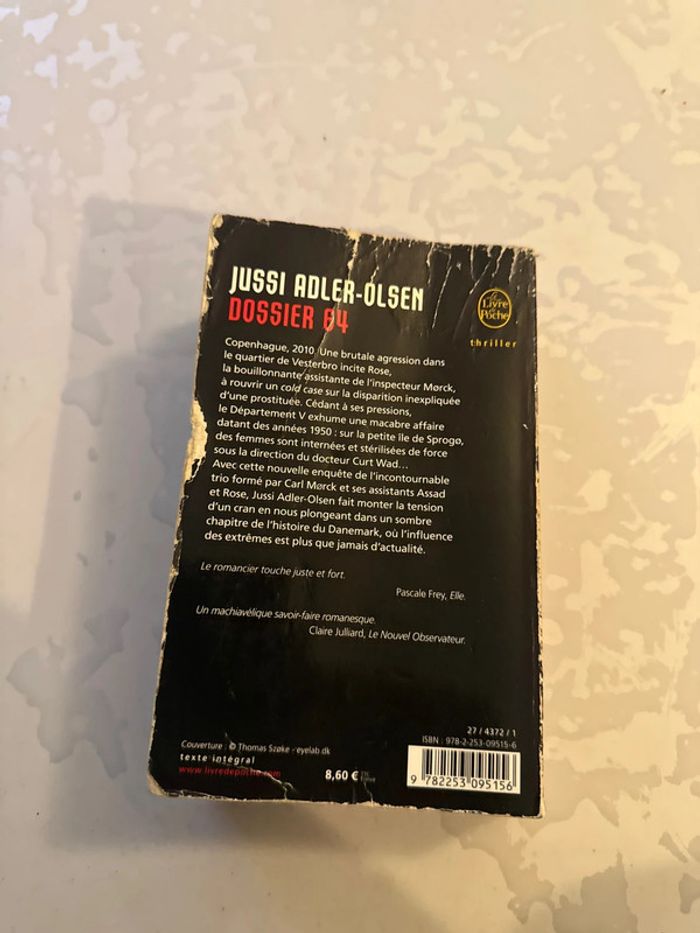 JUSSI ADLER-OLSEN
DOSSIER 64
Le
Livre
de
Poche
thriller
Copenhague, 2010. Une brutale agression dans
le quartier de Vesterbro incite Rose,
la bouillonnante assistante de l'inspecteur Mørck,
à rouvrir un cold case sur la disparition inexpliquée
d'une prostituée. Cédant à ses pressions,
le Département V exhume une macabre affaire
datant des années 1950 : sur la petite île de Sprogø,
des femmes sont internées et stérilisées de force
sous la direction du docteur Curt Wad...
Avec cette nouvelle enquête de l'incontournable
trio formé par Carl Mørck et ses assistants Assad
et Rose, Jussi Adler-Olsen fait monter la tension
d'un cran en nous plongeant dans un sombre
chapitre de l'histoire du Danemark, où l'influence
des extrêmes est plus que jamais d'actualité.
Le romancier touche juste et fort.
Pascale Frey, Elle.
Un machiavélique savoir-faire romanesque.
Claire Julliard, Le Nouvel Observateur.
Couverture : © Thomas Szøke - eyelab.dk
texte intégral
www.livredepoche.com
8,60 €
27 / 4372 / 1
ISBN : 978-2-253-09515-6
9 782253 095156